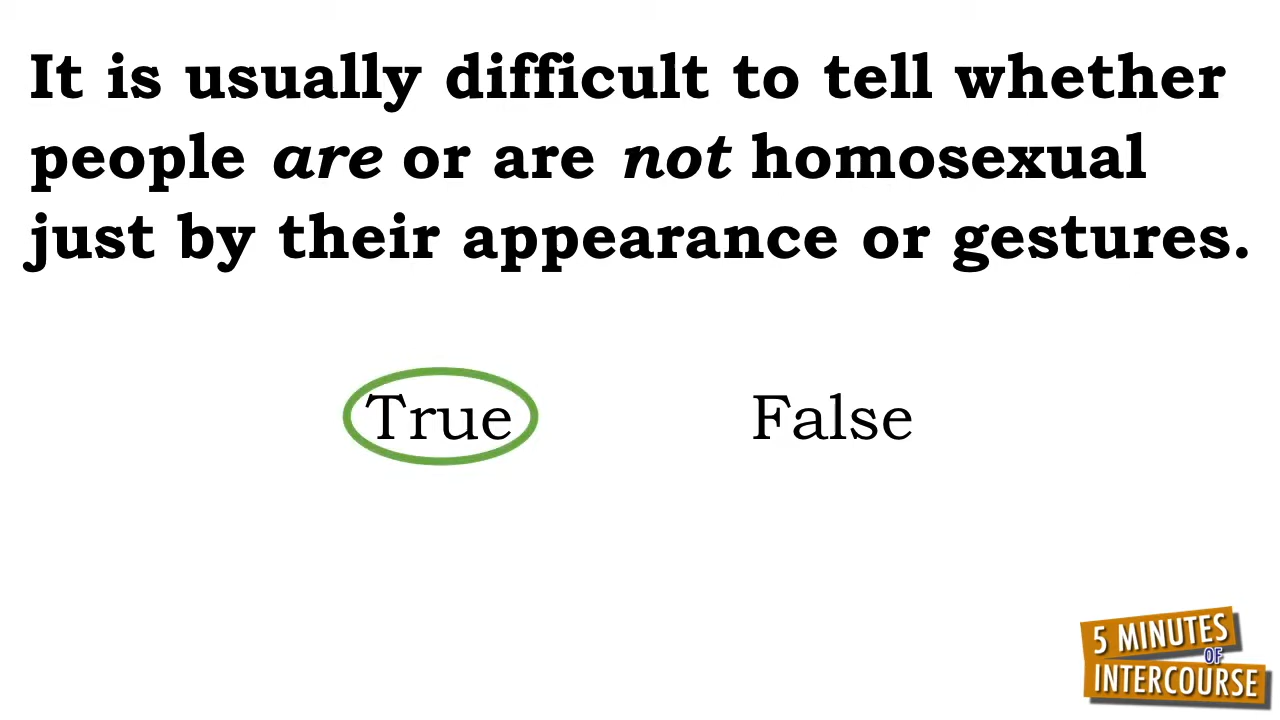 It is usually difficult to tell whether
people are or are not homosexual
just by their appearance or gestures.
True False
5 MINUTES
OF
INTERCOURSE